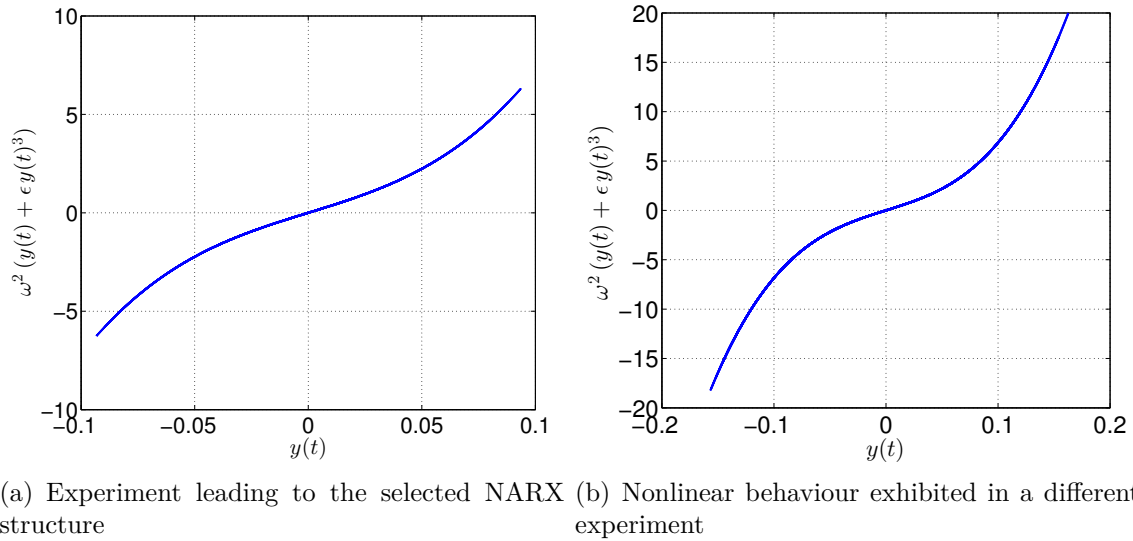 10
5
0
−5
−10
−0.1 −0.05 0 0.05 0.1
y(t)
ω² (y(t) + ϵ y(t)³)
20
15
10
5
0
−5
−10
−15
−20
−0.2 −0.1 0 0.1 0.2
y(t)
ω² (y(t) + ϵ y(t)³)
(a) Experiment leading to the selected NARX
structure
(b) Nonlinear behaviour exhibited in a different
experiment